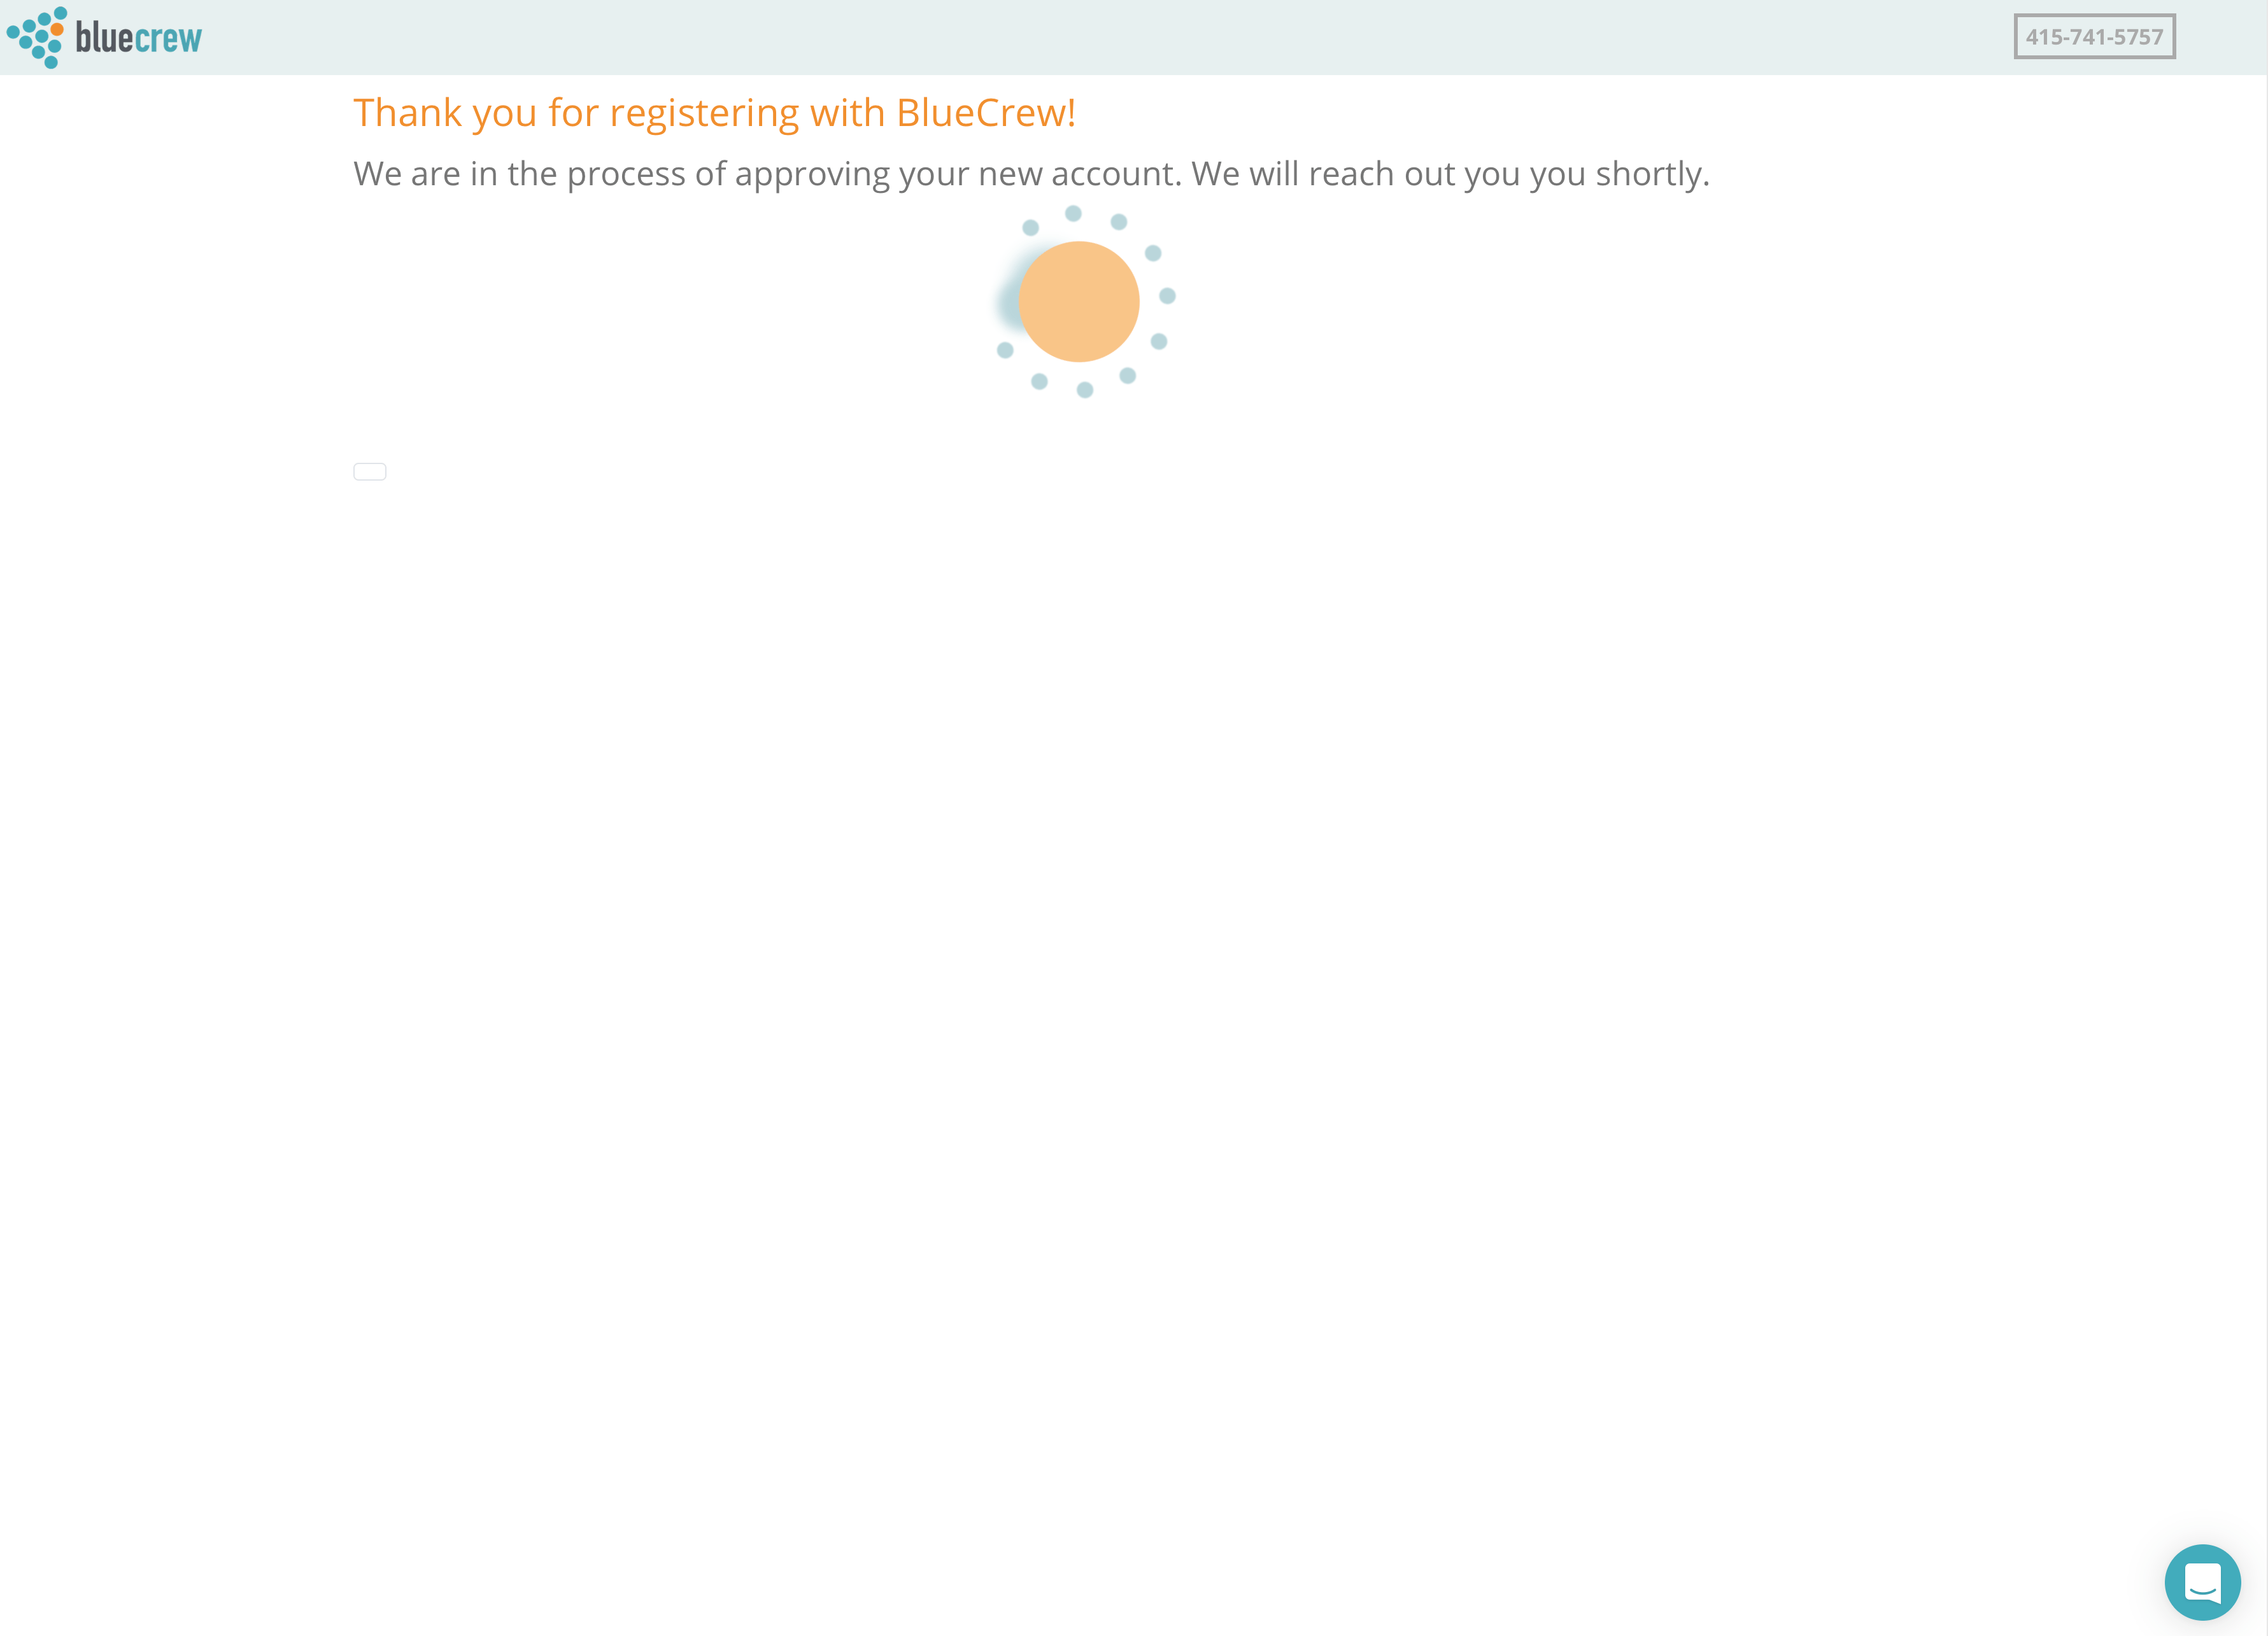 bluecrew
415-741-5757
Thank you for registering with BlueCrew!
We are in the process of approving your new account. We will reach out you you shortly.